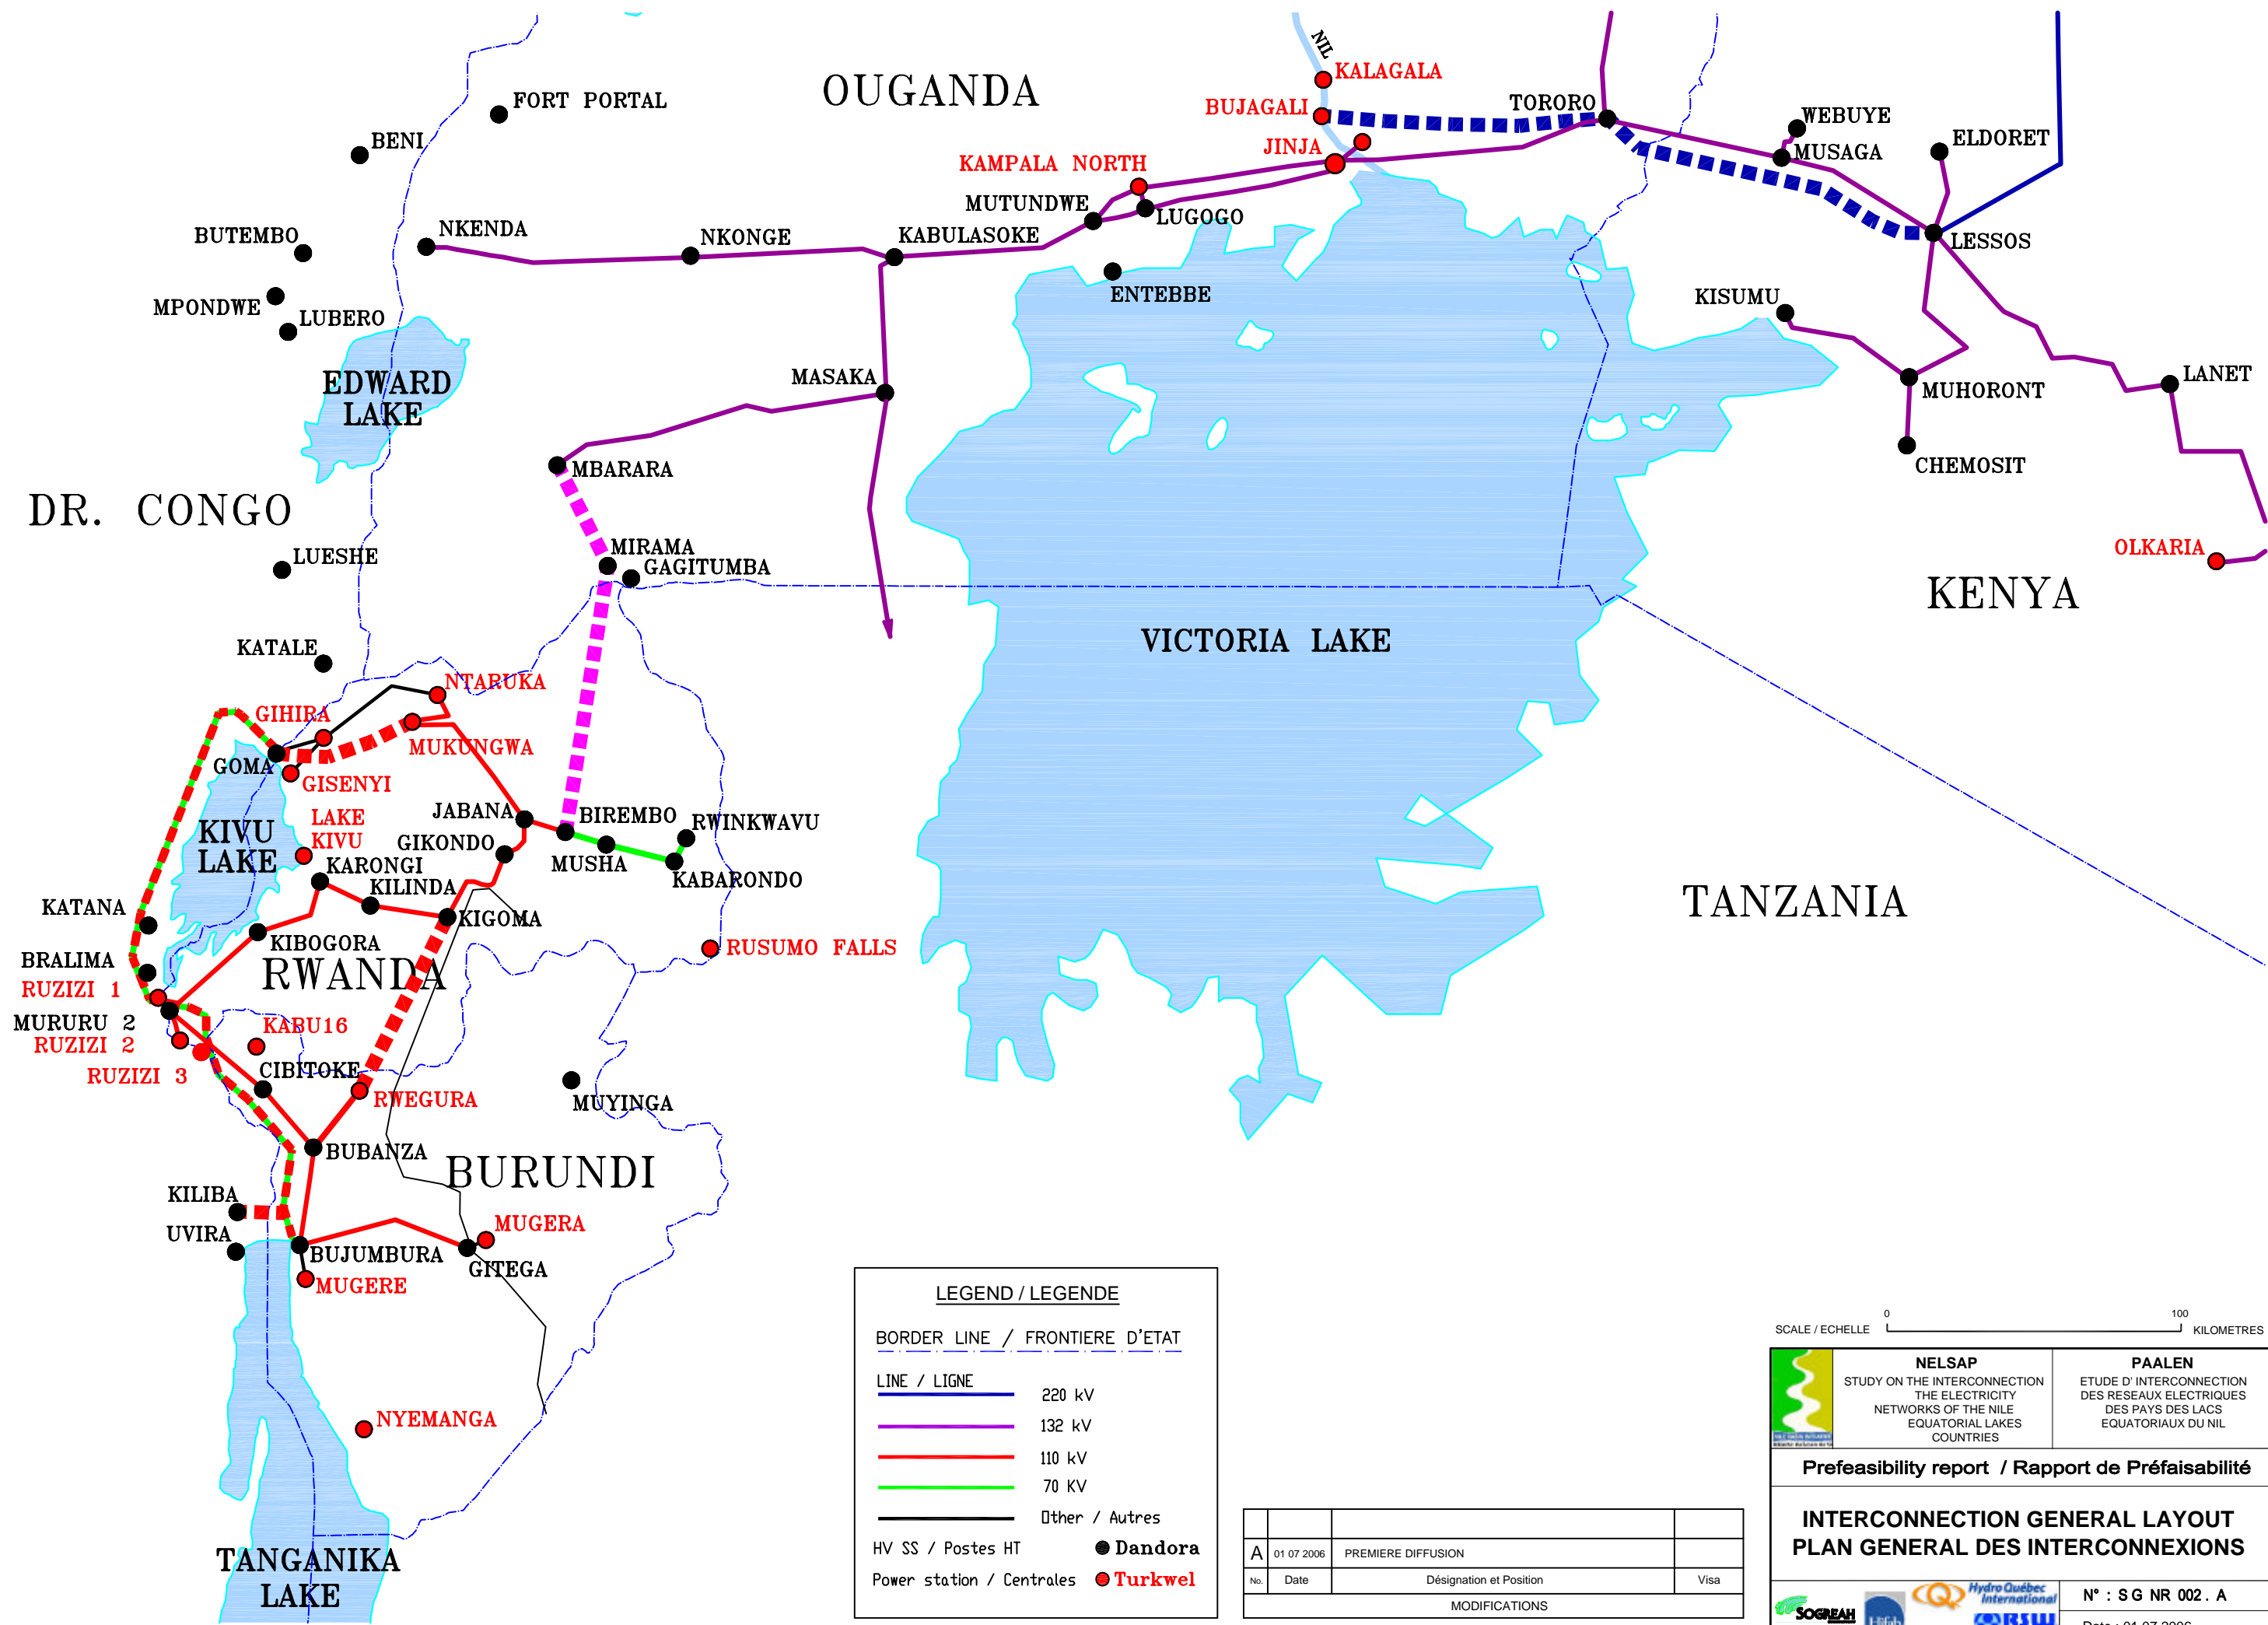 NIL
KALAGALA
OUGANDA
FORT PORTAL
BUJAGALI
TORORO
WEBUYE
BENI
JINJA
ELDORET
MUSAGA
KAMPALA NORTH
MUTUNDWE
LUGOGO
BUTEMBO
NKENDA
NKONGE
KABULASOKE
LESSOS
ENTEBBE
KISUMU
MPONDWE
LUBERO
EDWARD
LAKE
MASAKA
LANET
MUHORONT
MBARARA
CHEMOSIT
DR. CONGO
MIRAMA
GAGITUMBA
LUESHE
OLKARIA
KENYA
VICTORIA LAKE
KATALE
NTARUKA
GIHIRA
MUKUNGWA
GOMA
GISENYI
LAKE
KIVU
JABANA
BIREMBO
RWINKWAVU
KIVU
LAKE
GIKONDO
MUSHA
KABARONDO
KARONGI
KILINDA
TANZANIA
KATANA
KIGOMA
KIBOGORA
RUSUMO FALLS
BRALIMA
RWANDA
RUZIZI 1
MURURU 2
RUZIZI 2
KABU16
RUZIZI 3
CIBITOKE
RWEGURA
MUYINGA
BUBANZA
BURUNDI
KILIBA
UVIRA
MUGERA
BUJUMBURA
GITEGA
MUGERE
NYEMANGA
TANGANIKA
LAKE
LEGEND / LEGENDE
BORDER LINE / FRONTIERE D'ETAT
LINE / LIGNE
220 kV
132 kV
110 kV
70 KV
Other / Autres
HV SS / Postes HT Dandora
Power station / Centrales Turkwel
A 01 07 2006 PREMIERE DIFFUSION
No. Date Désignation et Position Visa
MODIFICATIONS
0 100
SCALE / ECHELLE KILOMETRES
NELSAP
STUDY ON THE INTERCONNECTION
THE ELECTRICITY
NETWORKS OF THE NILE
EQUATORIAL LAKES
COUNTRIES
PAALEN
ETUDE D' INTERCONNECTION
DES RESEAUX ELECTRIQUES
DES PAYS DES LACS
EQUATORIAUX DU NIL
Prefeasibility report / Rapport de Préfaisabilité
INTERCONNECTION GENERAL LAYOUT
PLAN GENERAL DES INTERCONNEXIONS
SOGREAH
Hydro Québec
International
RSW
N° : S G NR 002 . A
Date : 01 07 2006